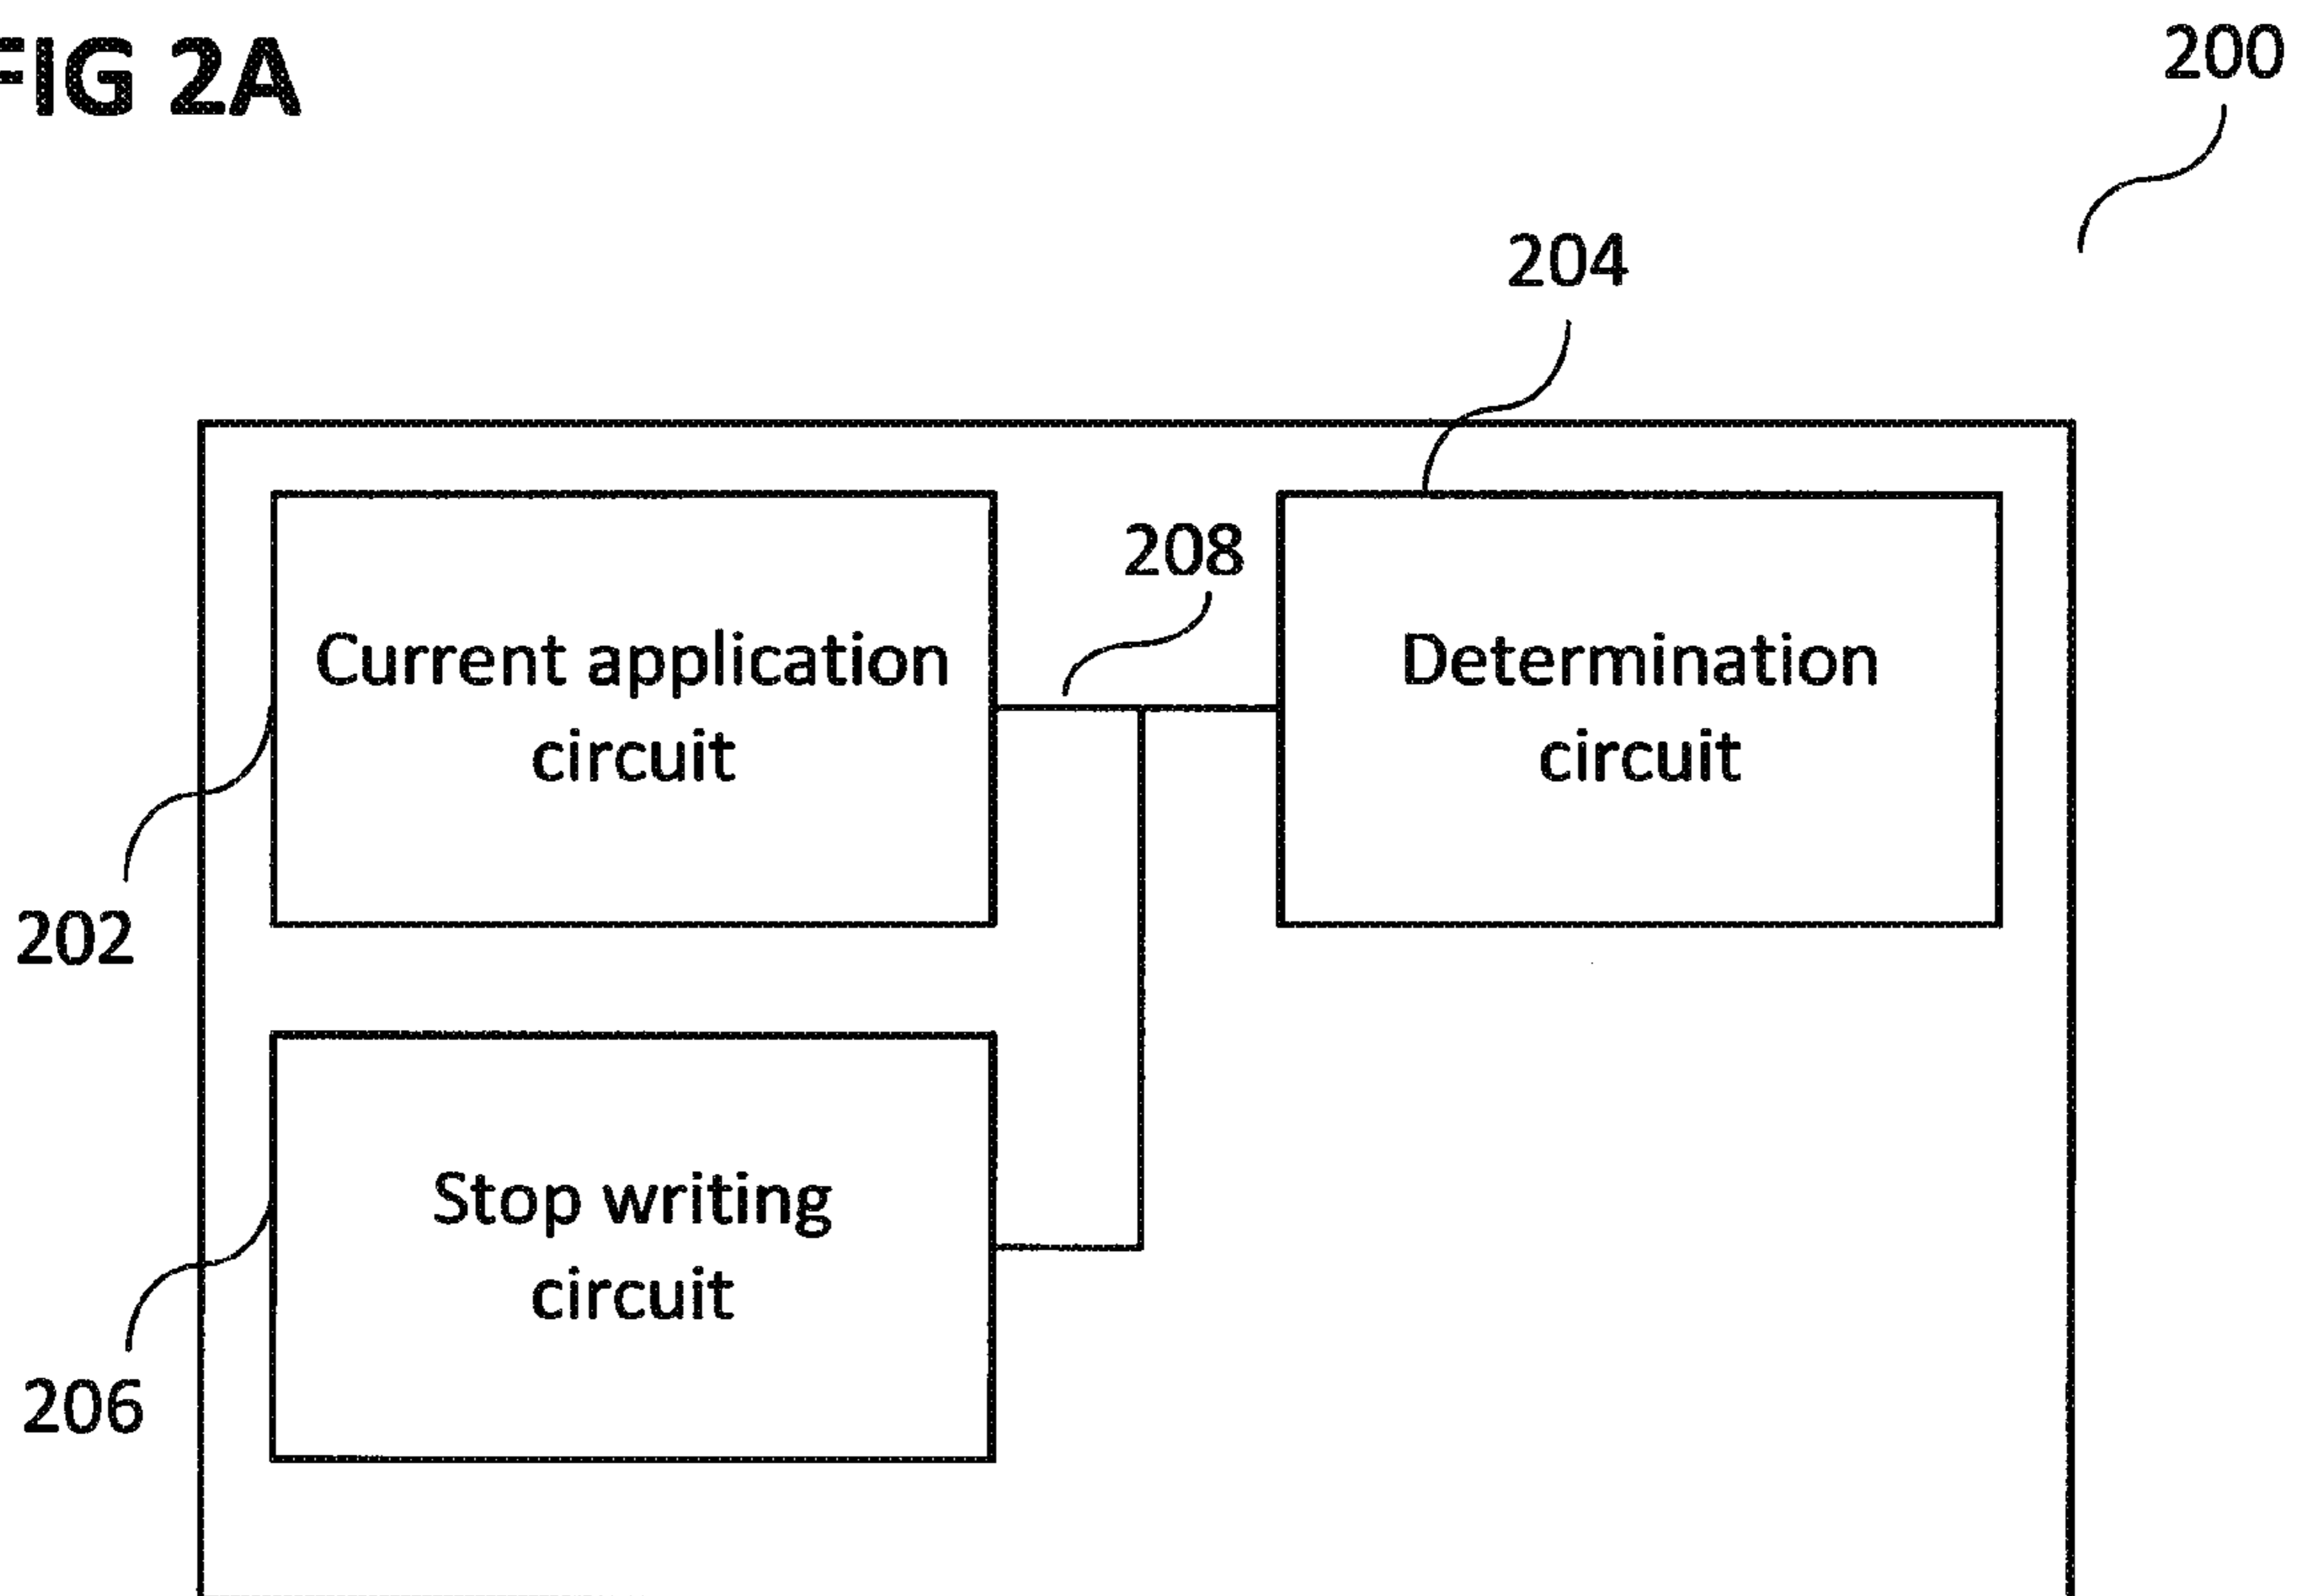 FIG 2A
200
204
208
Current application
circuit
Determination
circuit
202
Stop writing
circuit
206